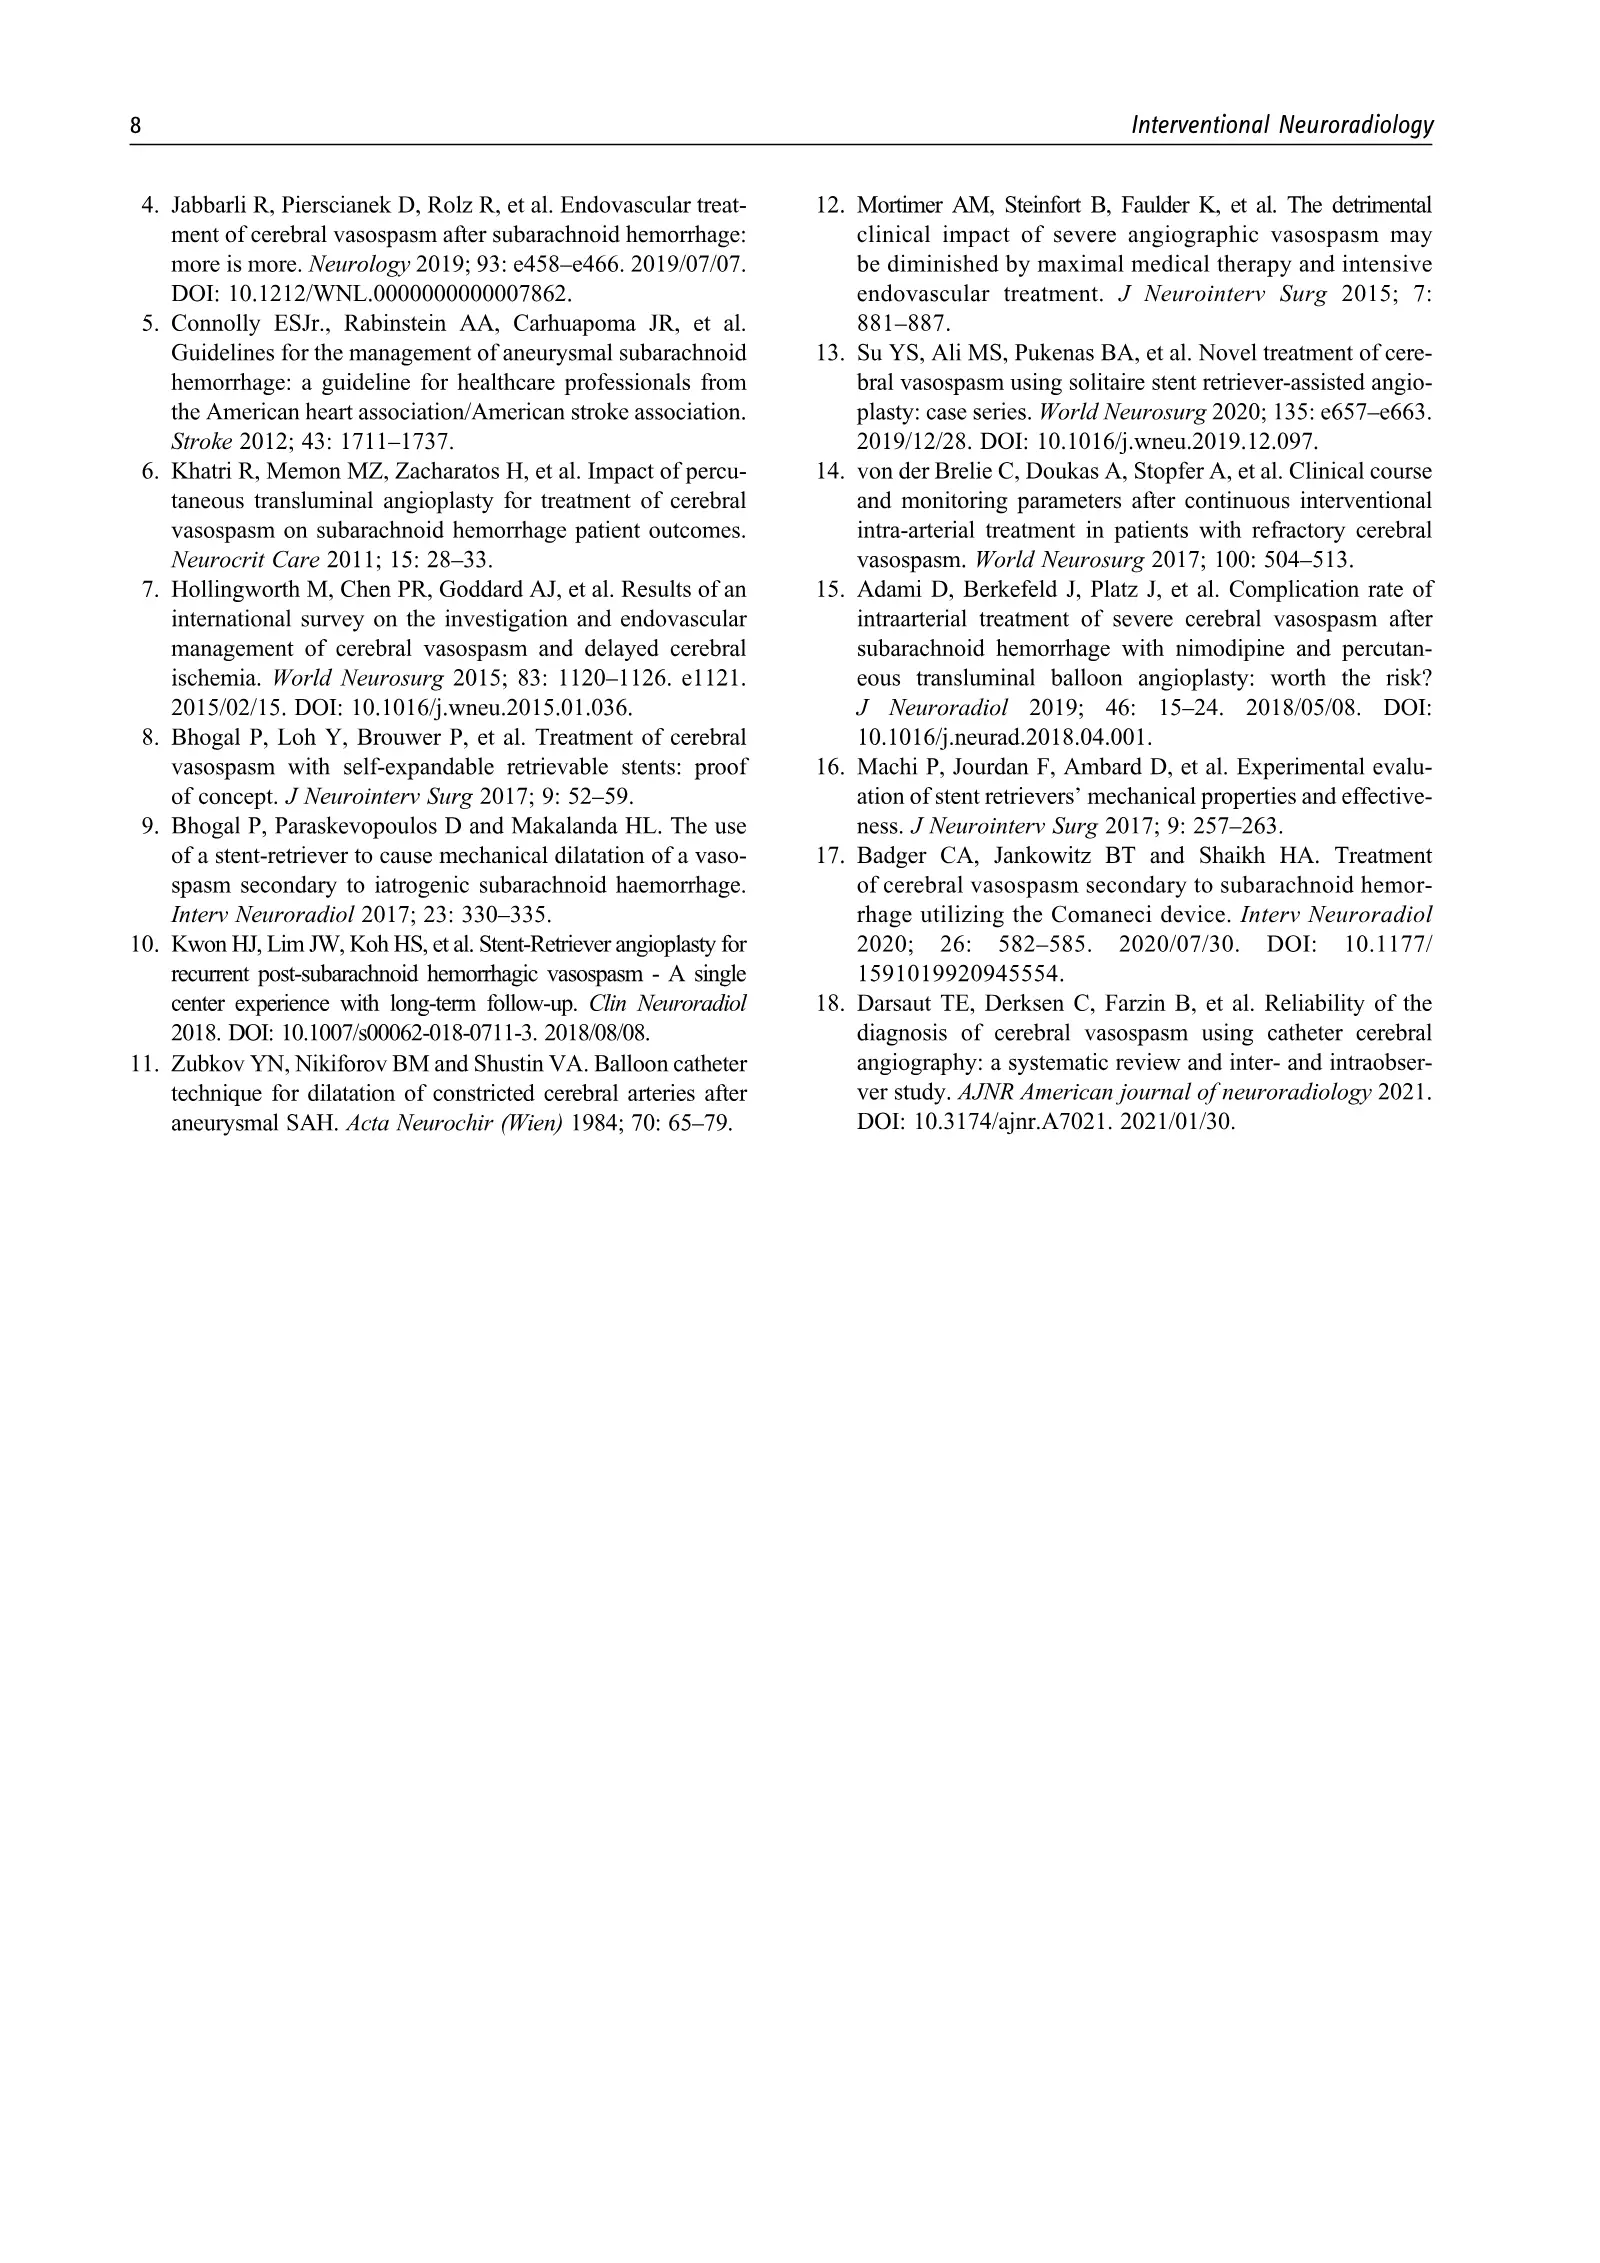 8
Interventional Neuroradiology
4. Jabbarli R, Pierscianek D, Rolz R, et al. Endovascular treat-
ment of cerebral vasospasm after subarachnoid hemorrhage:
more is more. Neurology 2019; 93: e458–e466. 2019/07/07.
DOI: 10.1212/WNL.0000000000007862.
5. Connolly ESJr., Rabinstein AA, Carhuapoma JR, et al.
Guidelines for the management of aneurysmal subarachnoid
hemorrhage: a guideline for healthcare professionals from
the American heart association/American stroke association.
Stroke 2012; 43: 1711–1737.
6. Khatri R, Memon MZ, Zacharatos H, et al. Impact of percu-
taneous transluminal angioplasty for treatment of cerebral
vasospasm on subarachnoid hemorrhage patient outcomes.
Neurocrit Care 2011; 15: 28–33.
7. Hollingworth M, Chen PR, Goddard AJ, et al. Results of an
international survey on the investigation and endovascular
management of cerebral vasospasm and delayed cerebral
ischemia. World Neurosurg 2015; 83: 1120–1126. e1121.
2015/02/15. DOI: 10.1016/j.wneu.2015.01.036.
8. Bhogal P, Loh Y, Brouwer P, et al. Treatment of cerebral
vasospasm with self-expandable retrievable stents: proof
of concept. J Neurointerv Surg 2017; 9: 52–59.
9. Bhogal P, Paraskevopoulos D and Makalanda HL. The use
of a stent-retriever to cause mechanical dilatation of a vaso-
spasm secondary to iatrogenic subarachnoid haemorrhage.
Interv Neuroradiol 2017; 23: 330–335.
10. Kwon HJ, Lim JW, Koh HS, et al. Stent-Retriever angioplasty for
recurrent post-subarachnoid hemorrhagic vasospasm - A single
center experience with long-term follow-up. Clin Neuroradiol
2018. DOI: 10.1007/s00062-018-0711-3. 2018/08/08.
11. Zubkov YN, Nikiforov BM and Shustin VA. Balloon catheter
technique for dilatation of constricted cerebral arteries after
aneurysmal SAH. Acta Neurochir (Wien) 1984; 70: 65–79.
12. Mortimer AM, Steinfort B, Faulder K, et al. The detrimental
clinical impact of severe angiographic vasospasm may
be diminished by maximal medical therapy and intensive
endovascular treatment. J Neurointerv Surg 2015; 7:
881–887.
13. Su YS, Ali MS, Pukenas BA, et al. Novel treatment of cere-
bral vasospasm using solitaire stent retriever-assisted angio-
plasty: case series. World Neurosurg 2020; 135: e657–e663.
2019/12/28. DOI: 10.1016/j.wneu.2019.12.097.
14. von der Brelie C, Doukas A, Stopfer A, et al. Clinical course
and monitoring parameters after continuous interventional
intra-arterial treatment in patients with refractory cerebral
vasospasm. World Neurosurg 2017; 100: 504–513.
15. Adami D, Berkefeld J, Platz J, et al. Complication rate of
intraarterial treatment of severe cerebral vasospasm after
subarachnoid hemorrhage with nimodipine and percutan-
eous transluminal balloon angioplasty: worth the risk?
J Neuroradiol 2019; 46: 15–24. 2018/05/08. DOI:
10.1016/j.neurad.2018.04.001.
16. Machi P, Jourdan F, Ambard D, et al. Experimental evalu-
ation of stent retrievers’ mechanical properties and effective-
ness. J Neurointerv Surg 2017; 9: 257–263.
17. Badger CA, Jankowitz BT and Shaikh HA. Treatment
of cerebral vasospasm secondary to subarachnoid hemor-
rhage utilizing the Comaneci device. Interv Neuroradiol
2020; 26: 582–585. 2020/07/30. DOI: 10.1177/
1591019920945554.
18. Darsaut TE, Derksen C, Farzin B, et al. Reliability of the
diagnosis of cerebral vasospasm using catheter cerebral
angiography: a systematic review and inter- and intraobser-
ver study. AJNR American journal of neuroradiology 2021.
DOI: 10.3174/ajnr.A7021. 2021/01/30.